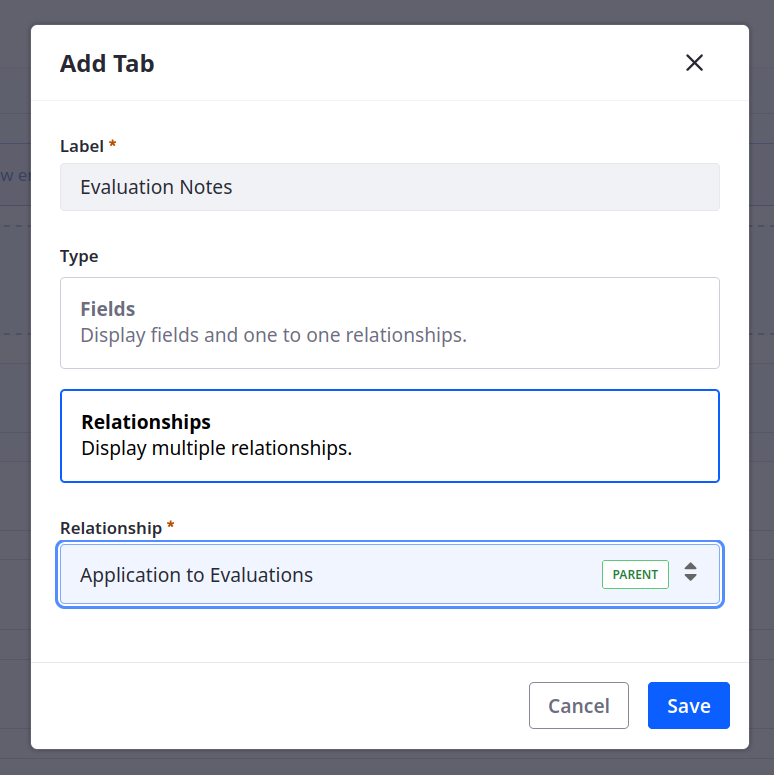 Add Tab
Label *
Evaluation Notes
Type
Fields
Display fields and one to one relationships.
Relationships
Display multiple relationships.
Relationship *
Application to Evaluations PARENT
Cancel Save